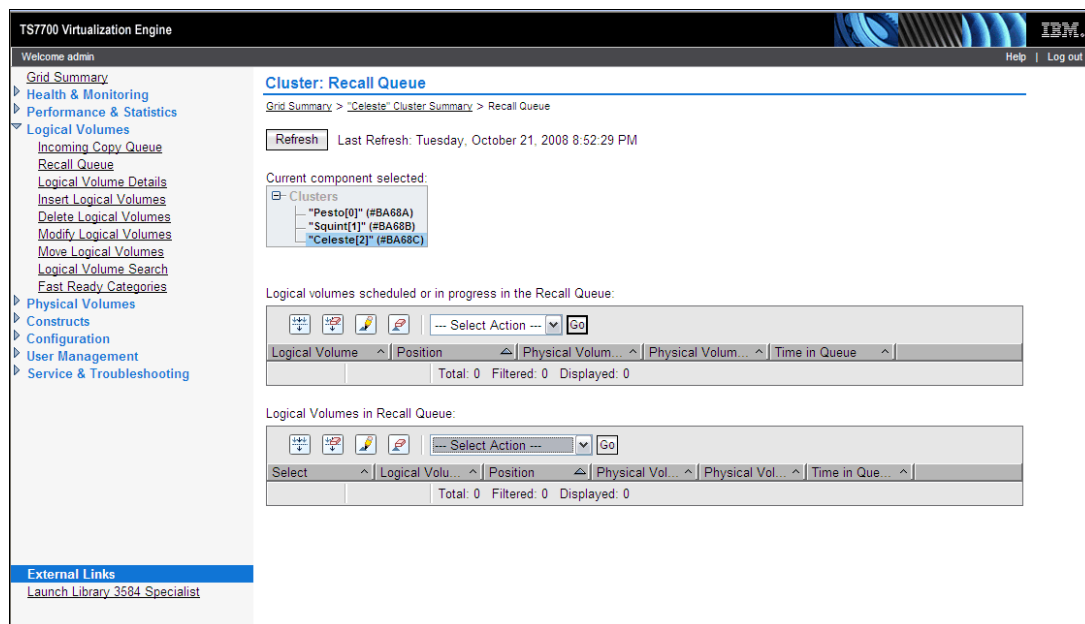 TS7700 Virtualization Engine
IBM.
Welcome admin
Help | Log out
Grid Summary
Health & Monitoring
Performance & Statistics
Logical Volumes
Incoming Copy Queue
Recall Queue
Logical Volume Details
Insert Logical Volumes
Delete Logical Volumes
Modify Logical Volumes
Move Logical Volumes
Logical Volume Search
Fast Ready Categories
Physical Volumes
Constructs
Configuration
User Management
Service & Troubleshooting
External Links
Launch Library 3584 Specialist
Cluster: Recall Queue
Grid Summary > "Celeste" Cluster Summary > Recall Queue
Refresh Last Refresh: Tuesday, October 21, 2008 8:52:29 PM
Current component selected:
Clusters
"Pesto[0]" (#BA68A)
"Squint[1]" (#BA68B)
"Celeste[2]" (#BA68C)
Logical volumes scheduled or in progress in the Recall Queue:
--- Select Action --- Go
Logical Volume Position Physical Volum... Physical Volum... Time in Queue
Total: 0 Filtered: 0 Displayed: 0
Logical Volumes in Recall Queue:
--- Select Action --- Go
Select Logical Volu... Position Physical Vol... Physical Vol... Time in Que...
Total: 0 Filtered: 0 Displayed: 0